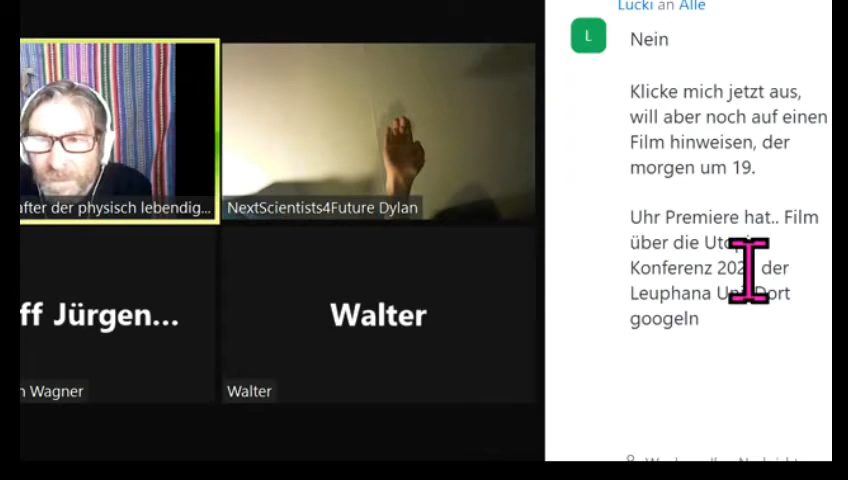 Lucki an Alle
L
Nein
Klicke mich jetzt aus,
will aber noch auf einen
Film hinweisen, der
morgen um 19.
Uhr Premiere hat.. Film
über die
Konferenz der
Leuphana Dort
googeln
after der physisch lebendig...
NextScientists4Future Dylan
ff Jürgen...
Walter
n Wagner
Walter